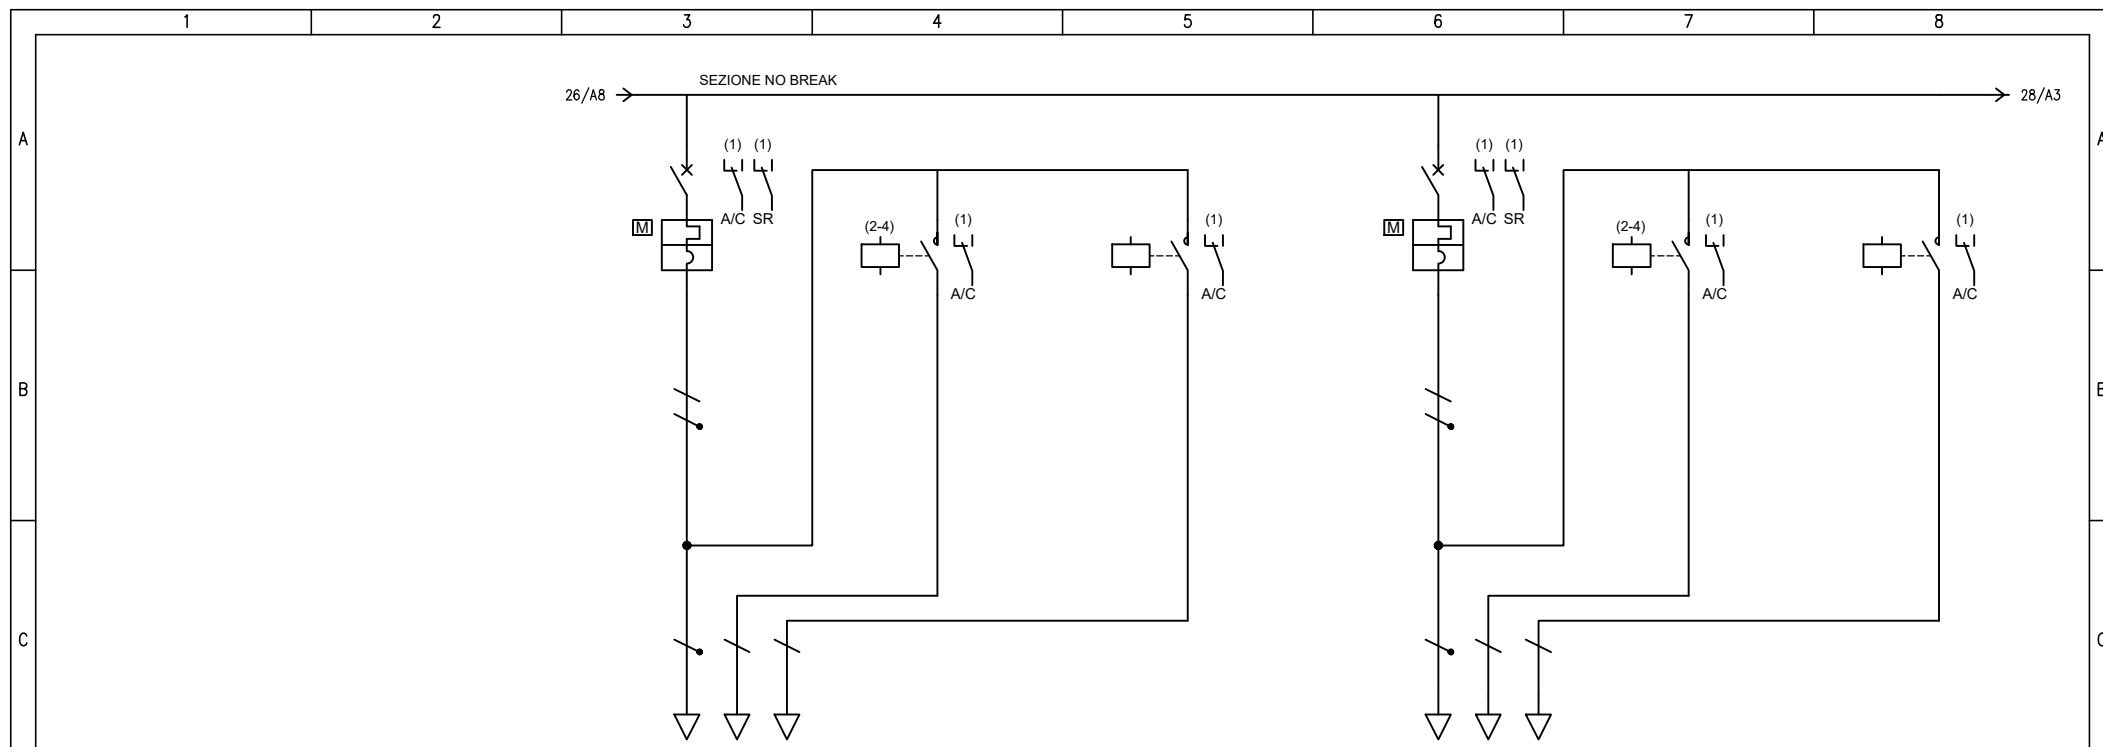 1 2 3 4 5 6 7 8
SEZIONE NO BREAK
26/A8 28/A3
A A
(1) (1) (1) (1)
A/C SR A/C SR
M M
(2-4) (1) (1) (2-4) (1) (1)
A/C A/C A/C A/C
B B
C C